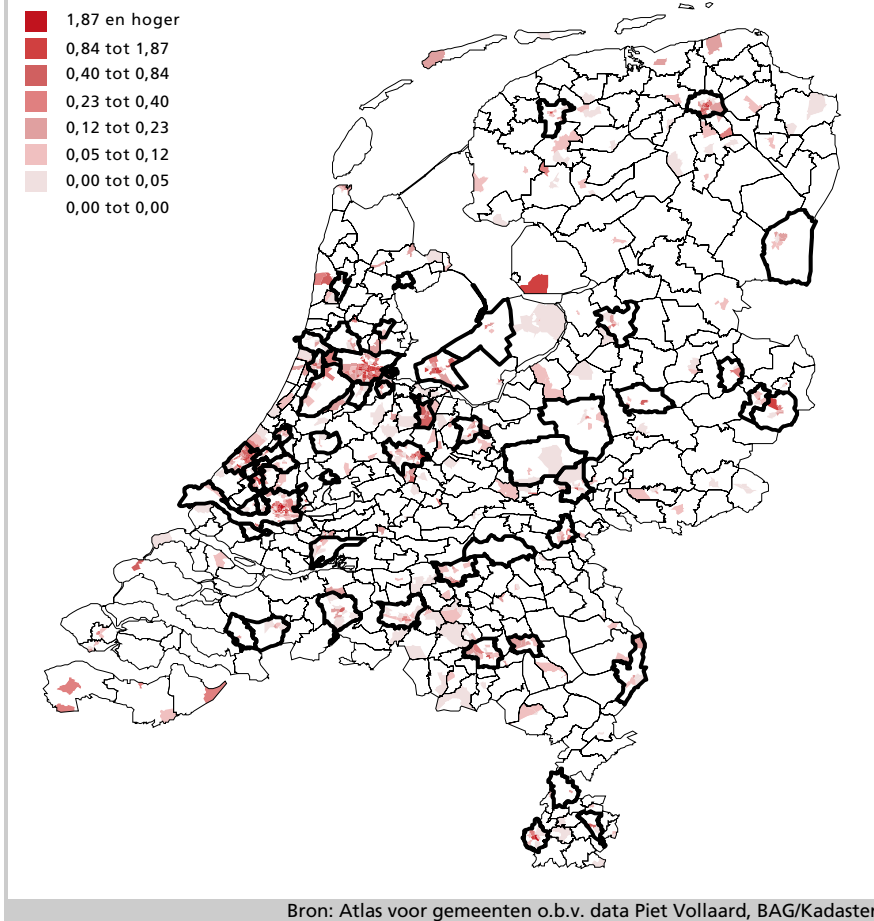 1,87 en hoger
0,84 tot 1,87
0,40 tot 0,84
0,23 tot 0,40
0,12 tot 0,23
0,05 tot 0,12
0,00 tot 0,05
0,00 tot 0,00
Bron: Atlas voor gemeenten o.b.v. data Piet Vollaard, BAG/Kadaster